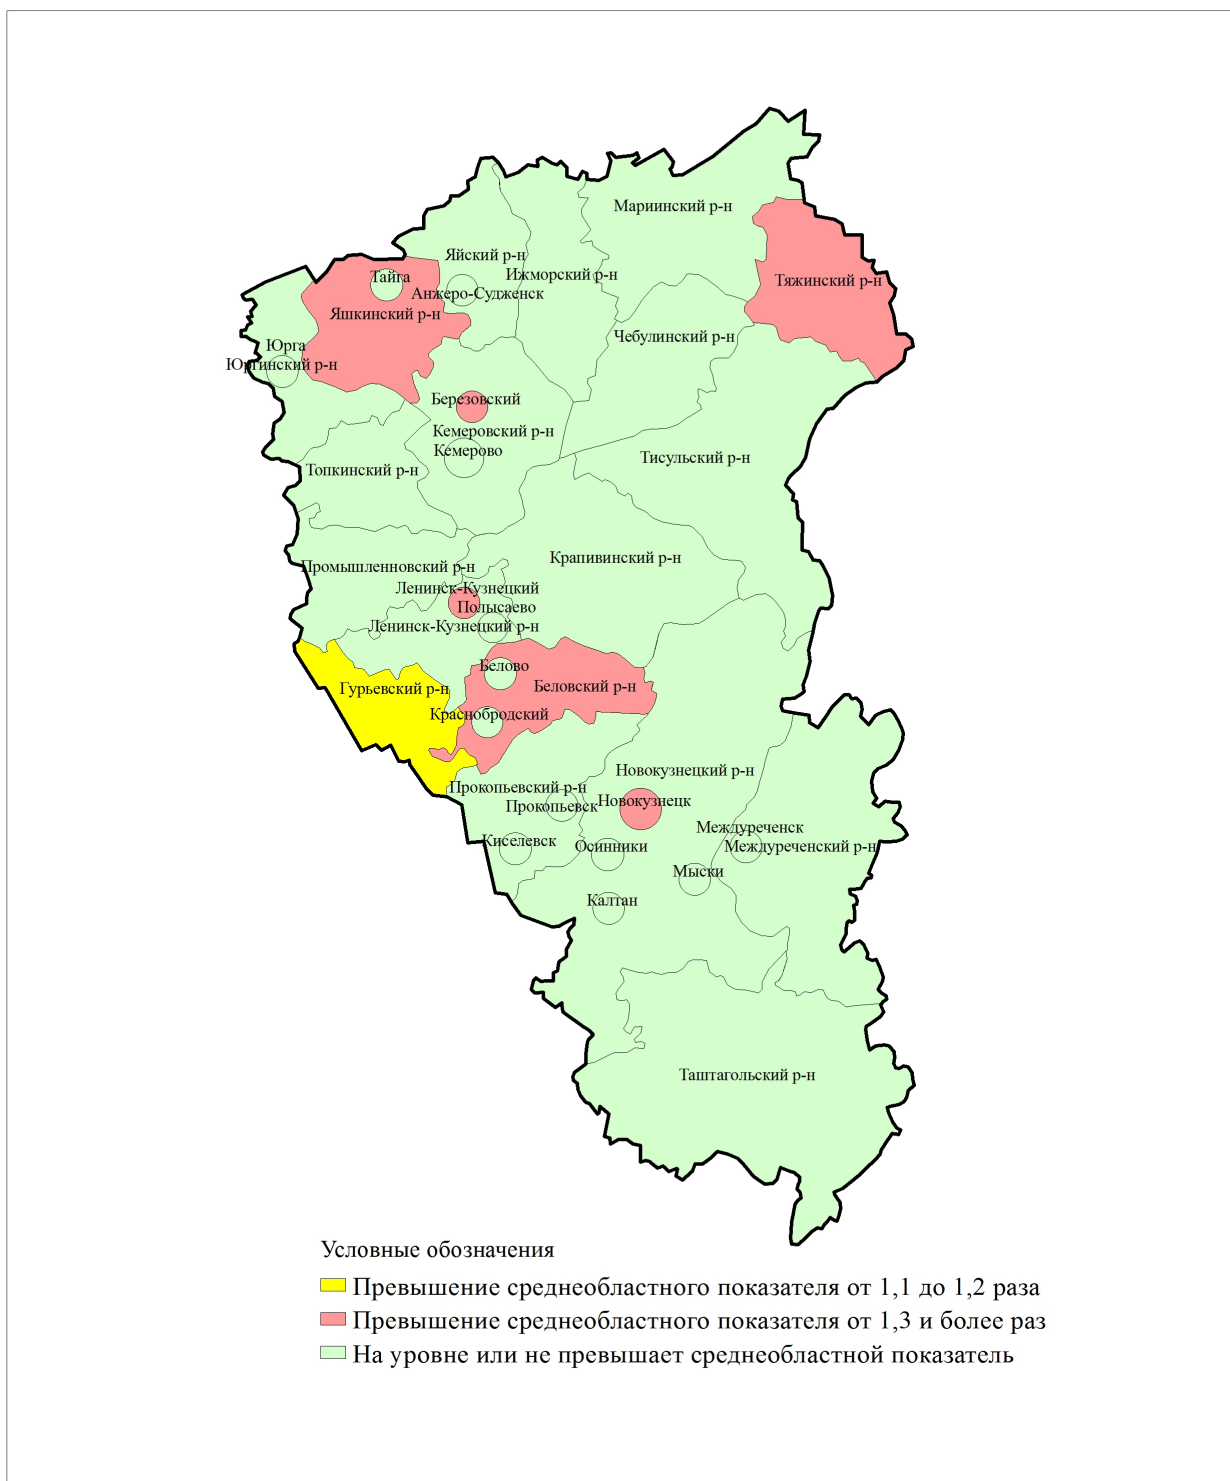 Мариинский р-н
Яйский р-н
Ижморский р-н
Тайга
Анжеро-Судженск
Тяжинский р-н
Яшкинский р-н
Чебулинский р-н
Юрга
Юргинский р-н
Березовский
Кемеровский р-н
Кемерово
Тисульский р-н
Топкинский р-н
Крапивинский р-н
Промышленновский р-н
Ленинск-Кузнецкий
Полысаево
Ленинск-Кузнецкий р-н
Белово
Беловский р-н
Гурьевский р-н
Краснобродский
Новокузнецкий р-н
Прокопьевский р-н
Прокопьевск
Новокузнецк
Междуреченск
Киселевск
Осинники
Междуреченский р-н
Мыски
Калтан
Таштагольский р-н
Условные обозначения
Превышение среднеобластного показателя от 1,1 до 1,2 раза
Превышение среднеобластного показателя от 1,3 и более раз
На уровне или не превышает среднеобластной показатель